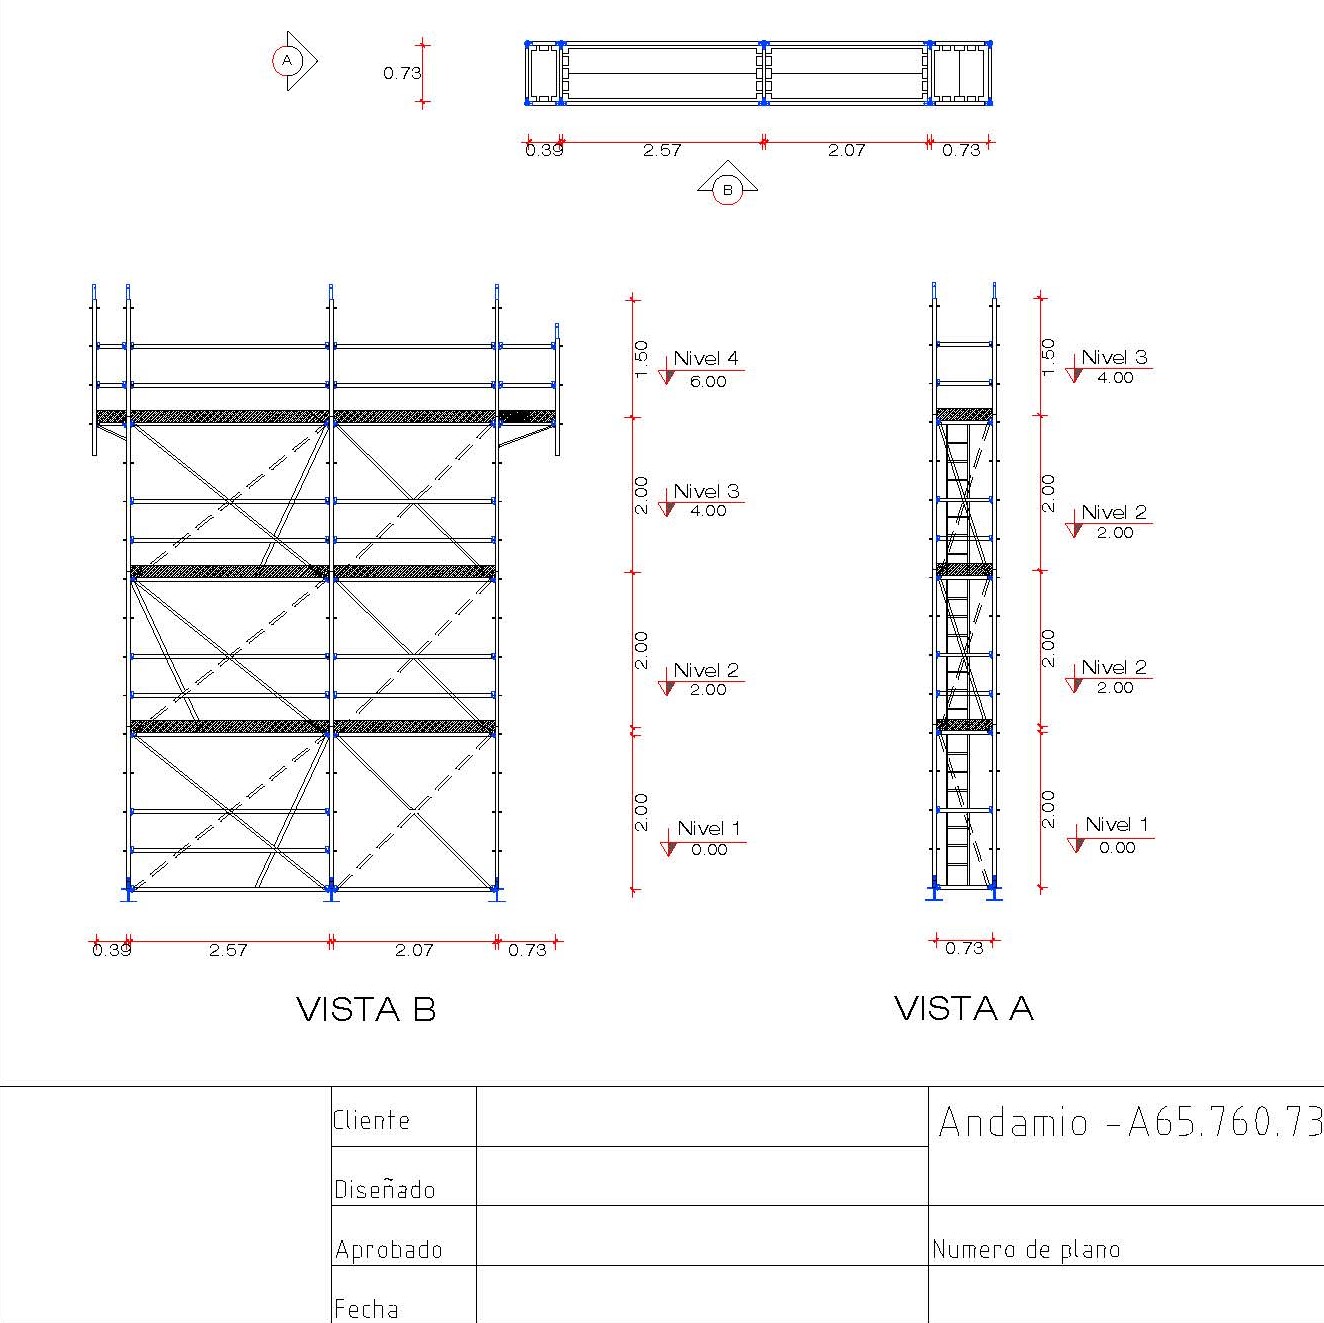 A
0.73
0.39
2.57
2.07
0.73
B
1.50
Nivel 4
6.00
2.00
Nivel 3
4.00
2.00
Nivel 2
2.00
2.00
Nivel 1
0.00
0.39
2.57
2.07
0.73
VISTA B
1.50
Nivel 3
4.00
2.00
Nivel 2
2.00
2.00
Nivel 2
2.00
2.00
Nivel 1
0.00
0.73
VISTA A
Cliente
Andamio -A65.760.73
Diseñado
Aprobado
Numero de plano
Fecha